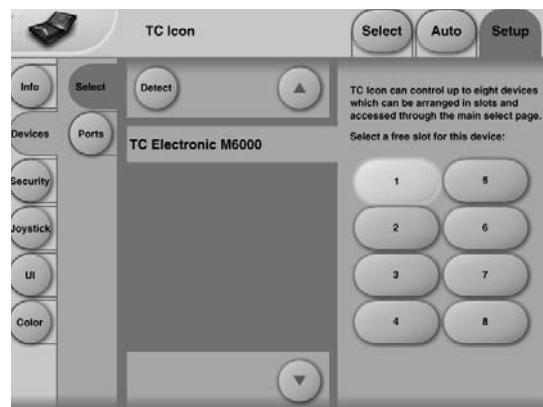 TC Icon
Select
Auto
Setup
Info
Devices
Security
Joystick
UI
Color
Select
Ports
Detect
TC Electronic M6000
TC Icon can control up to eight devices
which can be arranged in slots and
accessed through the main select page.
Select a free slot for this device:
1
5
2
6
3
7
4
8